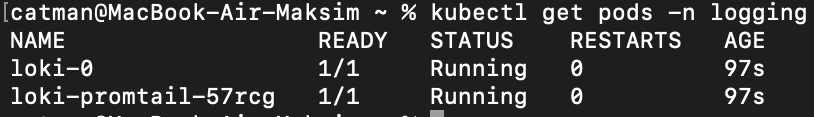 [catman@MacBook-Air-Maksim ~ % kubectl get pods -n logging
NAME READY STATUS RESTARTS AGE
loki-0 1/1 Running 0 97s
loki-promtail-57rcg 1/1 Running 0 97s